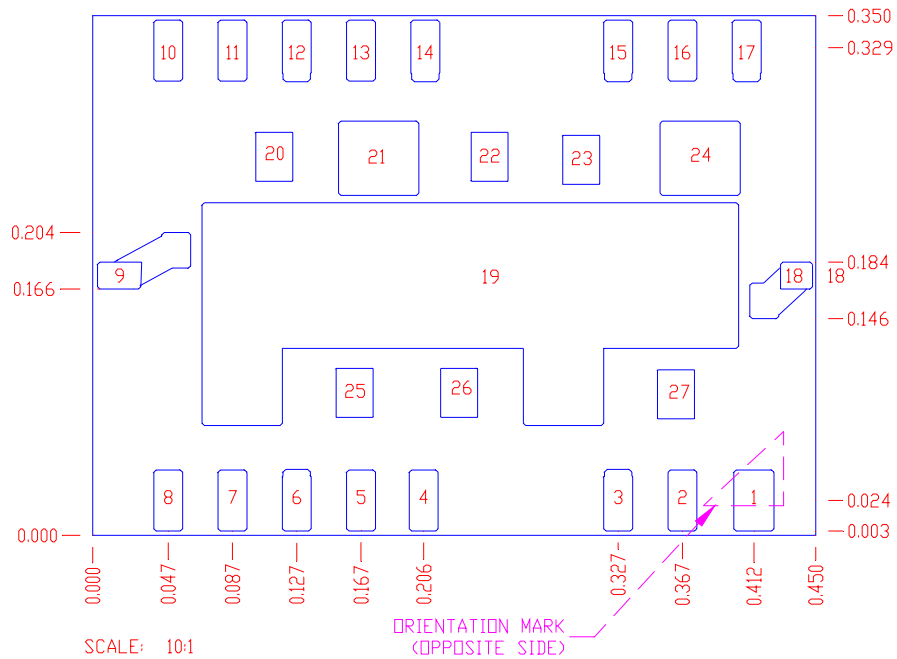 0.350
10 11 12 13 14 15 16 17
0.329
20 21 22 23 24
0.204
9 19 18 18
0.184
0.166
0.146
25 26 27
8 7 6 5 4 3 2 1
0.024
0.003
0.000
0.000 0.047 0.087 0.127 0.167 0.206 0.327 0.367 0.412 0.450
ORIENTATION MARK
(OPPOSITE SIDE)
SCALE: 10:1